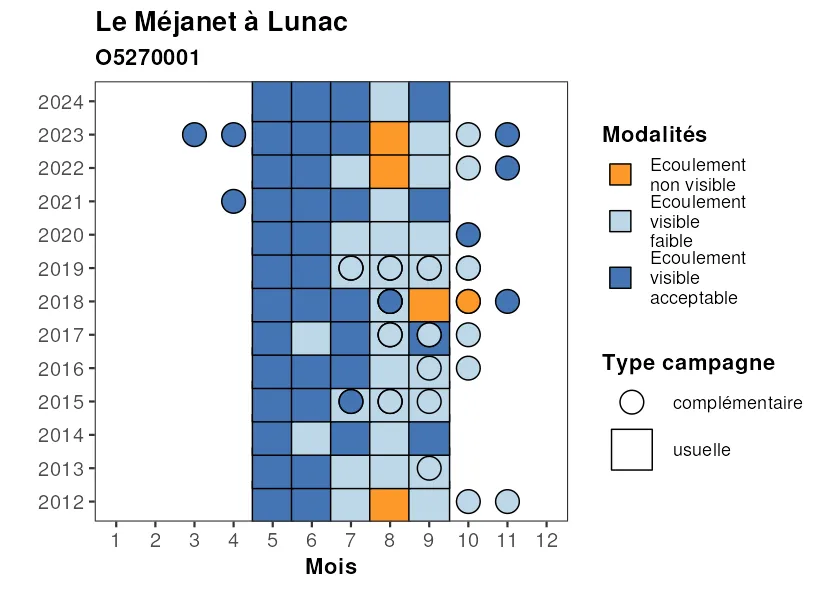 Le Méjanet à Lunac
O5270001
2024
2023
2022
2021
2020
2019
2018
2017
2016
2015
2014
2013
2012
1 2 3 4 5 6 7 8 9 10 11 12
Mois
Modalités
Ecoulement
non visible
Ecoulement
visible
faible
Ecoulement
visible
acceptable
Type campagne
complémentaire
usuelle